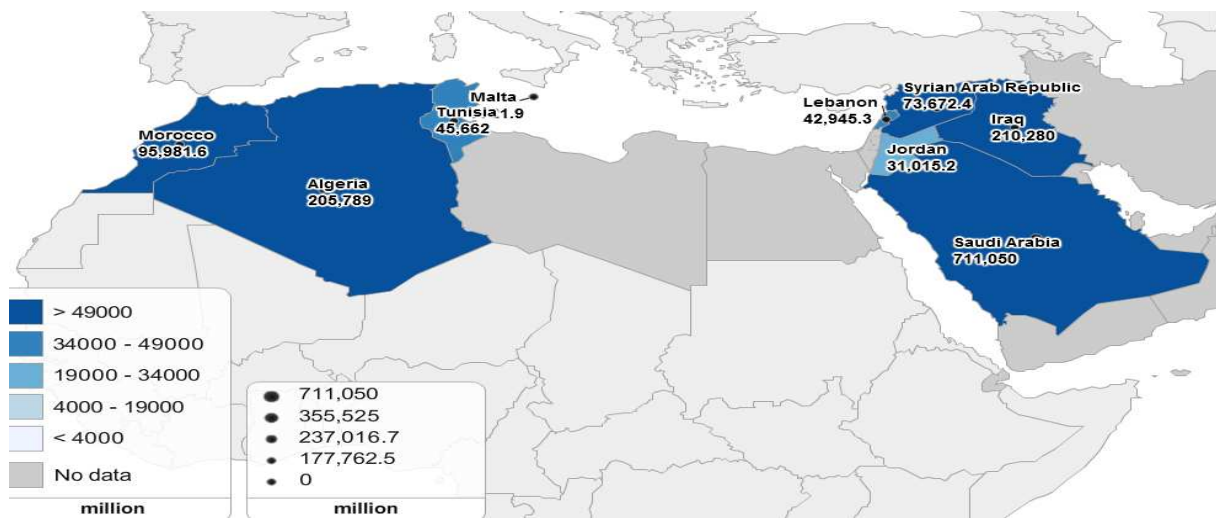 Malta
Tunisia
45,662
Morocco
95,981.6
Algeria
205,789
Lebanon
42,945.3
Syrian Arab Republic
73,672.4
Iraq
210,280
Jordan
31,015.2
Saudi Arabia
711,050
> 49000
34000 - 49000
19000 - 34000
4000 - 19000
< 4000
No data
million
711,050
355,525
237,016.7
177,762.5
0
million